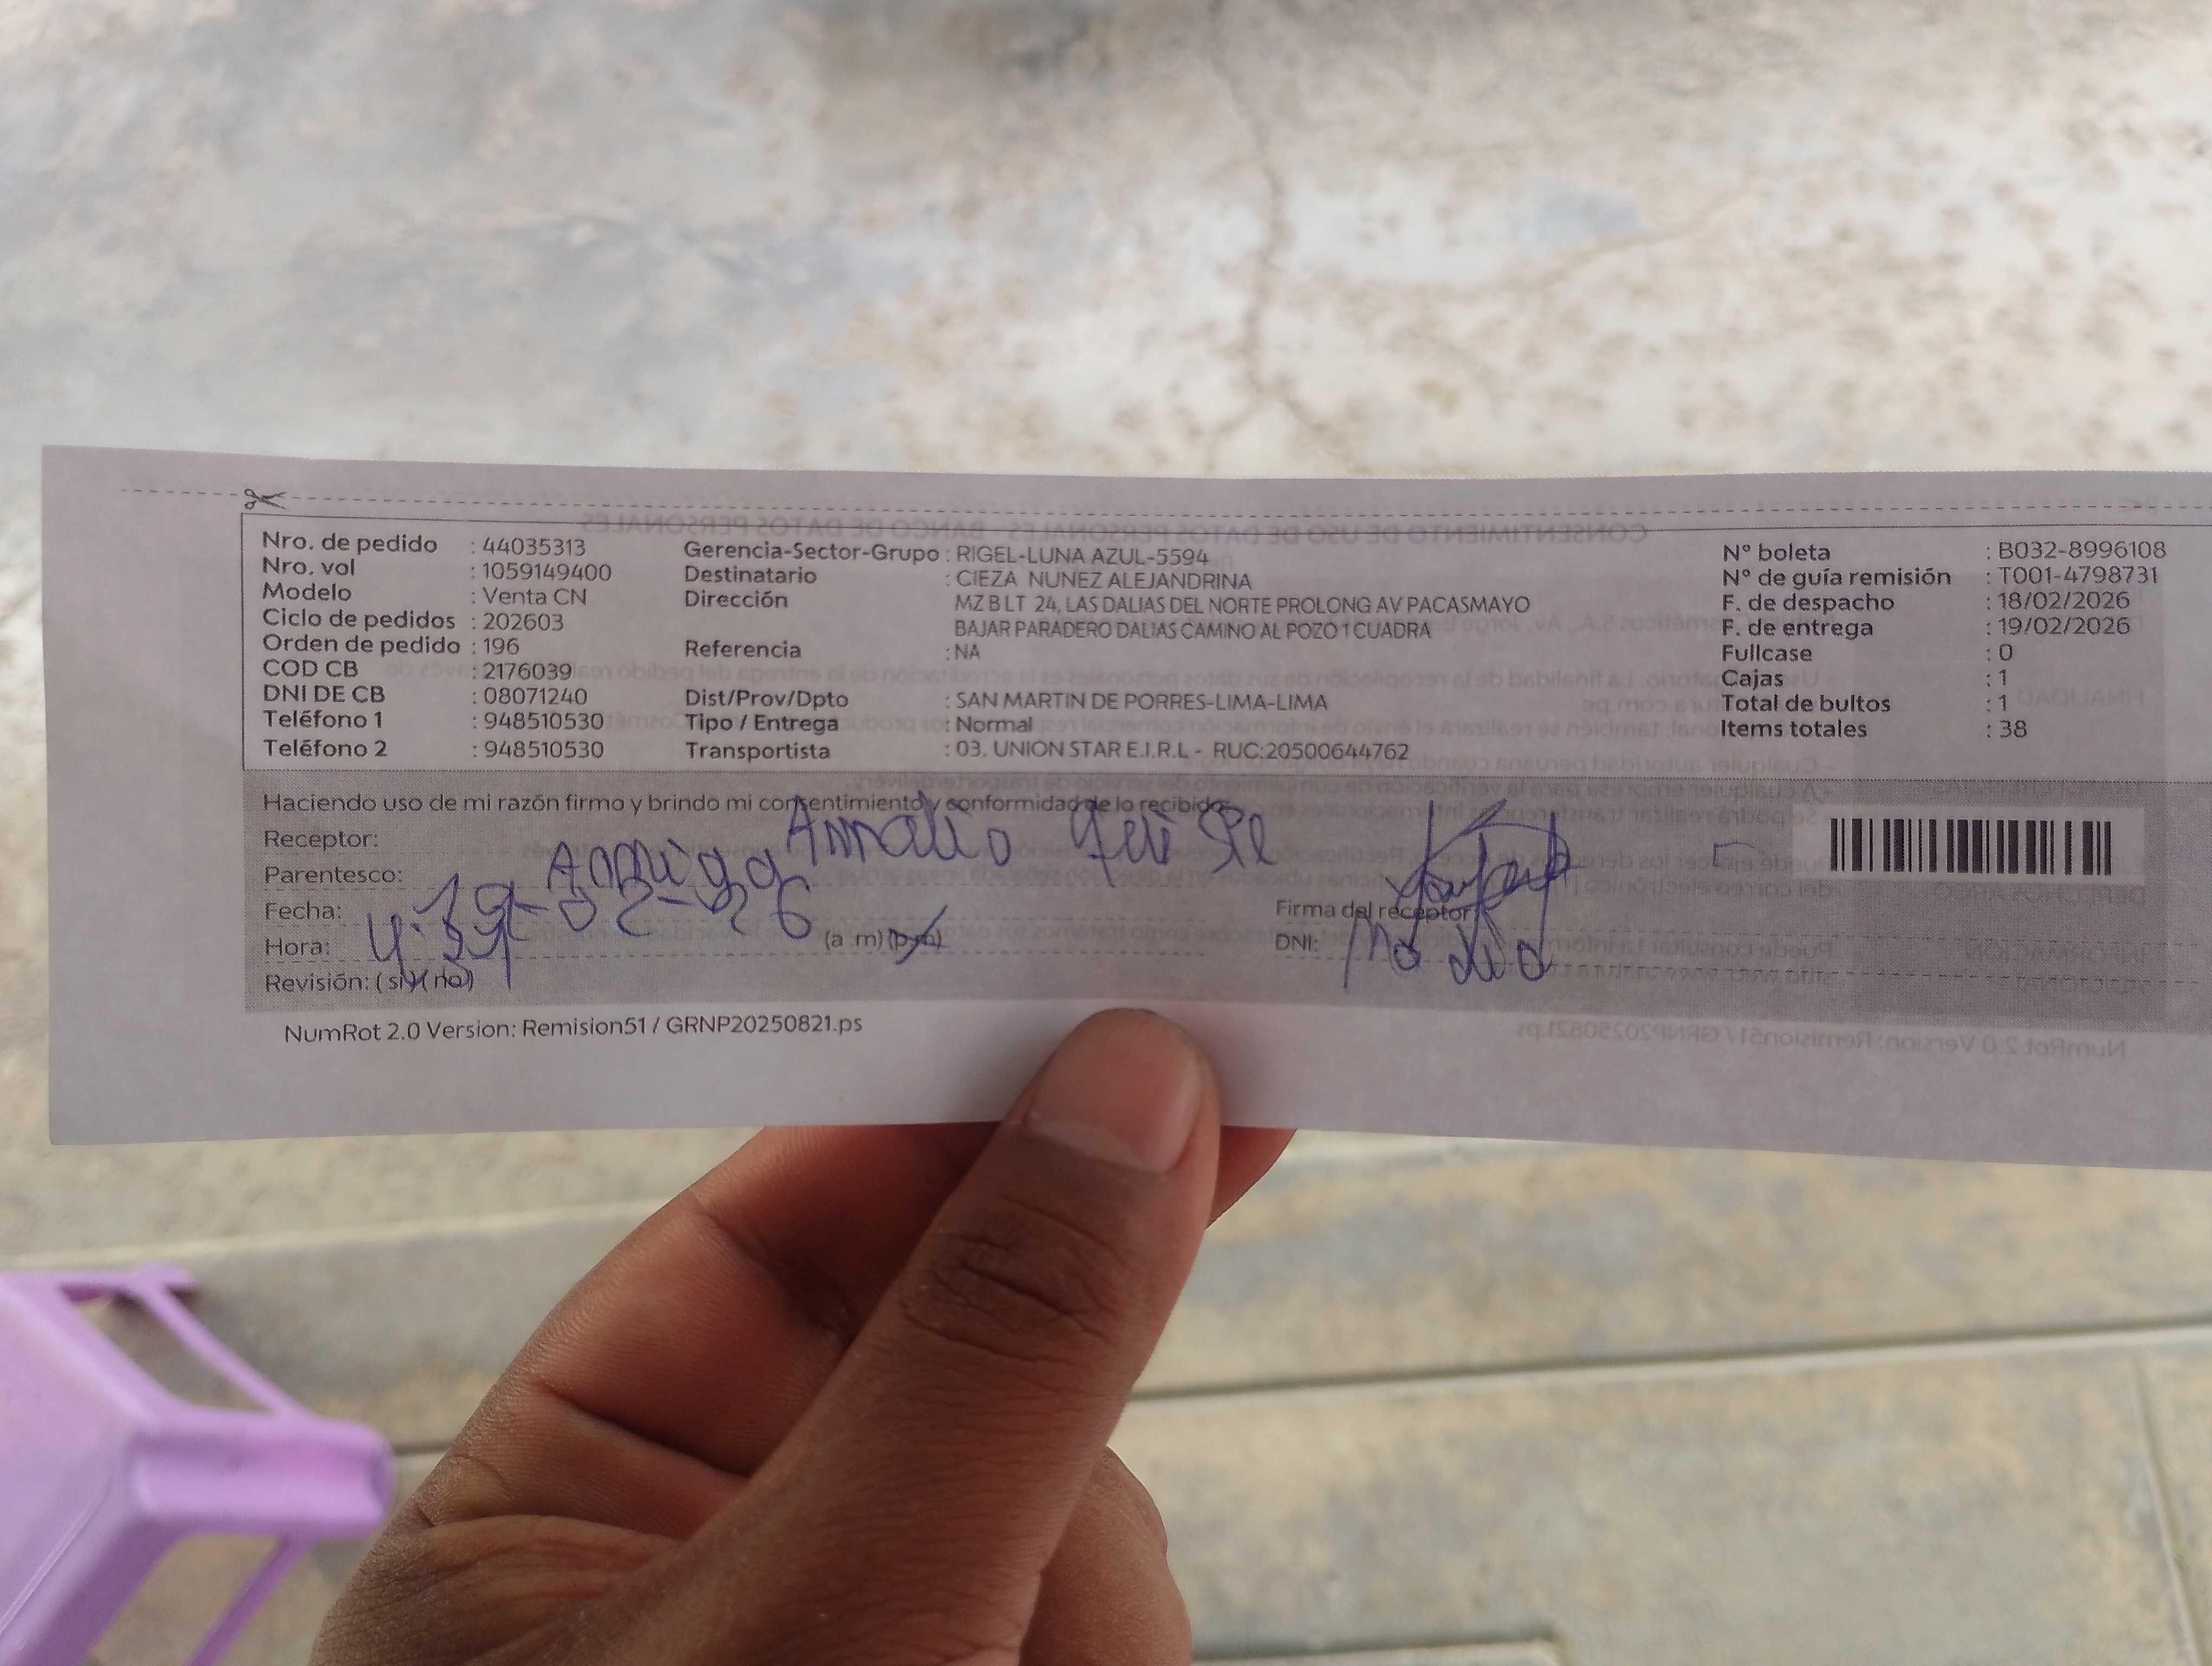 Nro. de pedido : 44035313
Nro. vol : 1059149400
Modelo : Venta CN
Ciclo de pedidos : 202603
Orden de pedido : 196
COD CB : 2176039
DNI DE CB : 08071240
Teléfono 1 : 948510530
Teléfono 2 : 948510530
Gerencia-Sector-Grupo : RIGEL-LUNA AZUL-5594
Destinatario : CIEZA NUNEZ ALEJANDRINA
Dirección MZ B LT 24, LAS DALIAS DEL NORTE PROLONG AV PACASMAYO
BAJAR PARADERO DALIAS CAMINO AL POZO 1 CUADRA
Referencia : NA
Dist/Prov/Dpto : SAN MARTIN DE PORRES-LIMA-LIMA
Tipo / Entrega : Normal
Transportista : 03. UNION STAR E.I.R.L - RUC:20500644762
N° boleta : B032-8996108
N° de guía remisión : T001-4798731
F. de despacho : 18/02/2026
F. de entrega : 19/02/2026
Fullcase : 0
Cajas : 1
Total de bultos : 1
Items totales : 38
Haciendo uso de mi razón firmo y brindo mi consentimiento y conformidad de lo recibido
Receptor: Amalio
Parentesco: Amiga
Fecha: 19-02-26
Hora: (a .m) (p.m)
Revisión: ( si) ( no)
Firma del receptor
DNI: No dio
NumRot 2.0 Version: Remision51 / GRNP20250821.ps